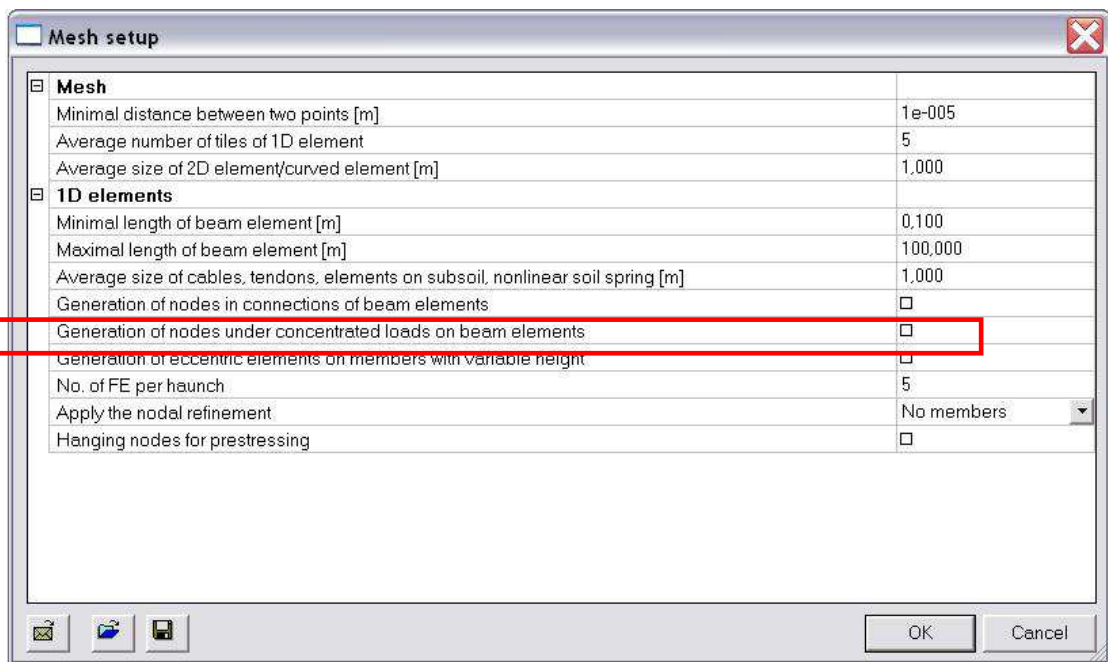 Mesh setup
Mesh
Minimal distance between two points [m] 1e-005
Average number of tiles of 1D element 5
Average size of 2D element/curved element [m] 1,000
1D elements
Minimal length of beam element [m] 0,100
Maximal length of beam element [m] 100,000
Average size of cables, tendons, elements on subsoil, nonlinear soil spring [m] 1,000
Generation of nodes in connections of beam elements
Generation of nodes under concentrated loads on beam elements
Generation of eccentric elements on members with variable height
No. of FE per haunch 5
Apply the nodal refinement No members
Hanging nodes for prestressing
OK Cancel